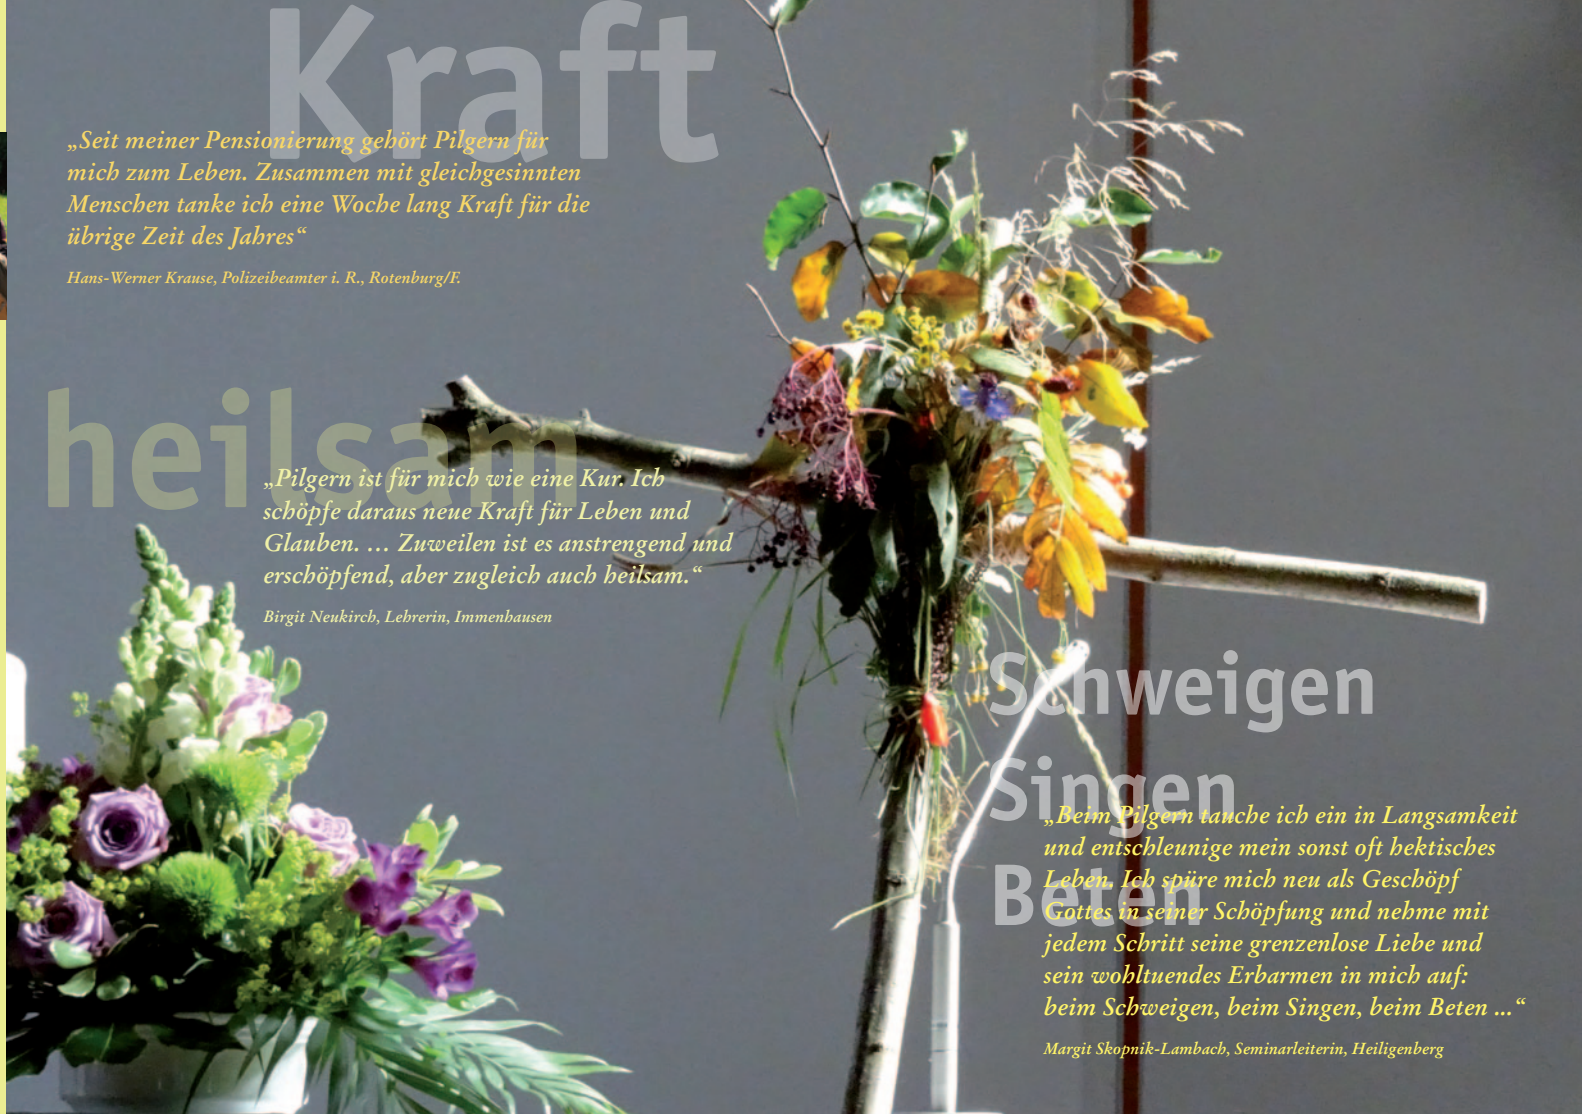 Kraft
„Seit meiner Pensionierung gehört Pilgern für
mich zum Leben. Zusammen mit gleichgesinnten
Menschen tanke ich eine Woche lang Kraft für die
übrige Zeit des Jahres“
Hans-Werner Krause, Polizeibeamter i. R., Rotenburg/F.
heilsam
„Pilgern ist für mich wie eine Kur. Ich
schöpfe daraus neue Kraft für Leben und
Glauben. … Zuweilen ist es anstrengend und
erschöpfend, aber zugleich auch heilsam.“
Birgit Neukirch, Lehrerin, Immenhausen
Schweigen
Singen
Beten
„Beim Pilgern tauche ich ein in Langsamkeit
und entschleunige mein sonst oft hektisches
Leben. Ich spüre mich neu als Geschöpf
Gottes in seiner Schöpfung und nehme mit
jedem Schritt seine grenzenlose Liebe und
sein wohltuendes Erbarmen in mich auf:
beim Schweigen, beim Singen, beim Beten ...“
Margit Skopnik-Lambach, Seminarleiterin, Heiligenberg